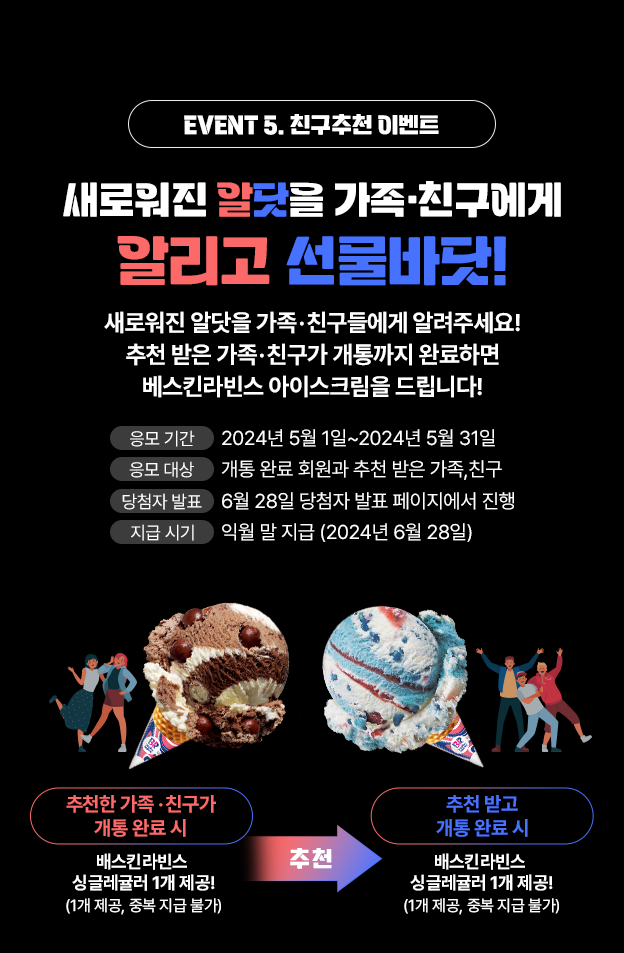 EVENT 5. 친구추천 이벤트
새로워진 알닷을 가족·친구에게
알리고 선물바닷!
새로워진 알닷을 가족·친구들에게 알려주세요!
추천 받은 가족·친구가 개통까지 완료하면
베스킨라빈스 아이스크림을 드립니다!
응모 기간 2024년 5월 1일~2024년 5월 31일
응모 대상 개통 완료 회원과 추천 받은 가족,친구
당첨자 발표 6월 28일 당첨자 발표 페이지에서 진행
지급 시기 익월 말 지급 (2024년 6월 28일)
추천한 가족·친구가
개통 완료 시
배스킨라빈스
싱글레귤러 1개 제공!
(1개 제공, 중복 지급 불가)
추천
추천 받고
개통 완료 시
배스킨라빈스
싱글레귤러 1개 제공!
(1개 제공, 중복 지급 불가)